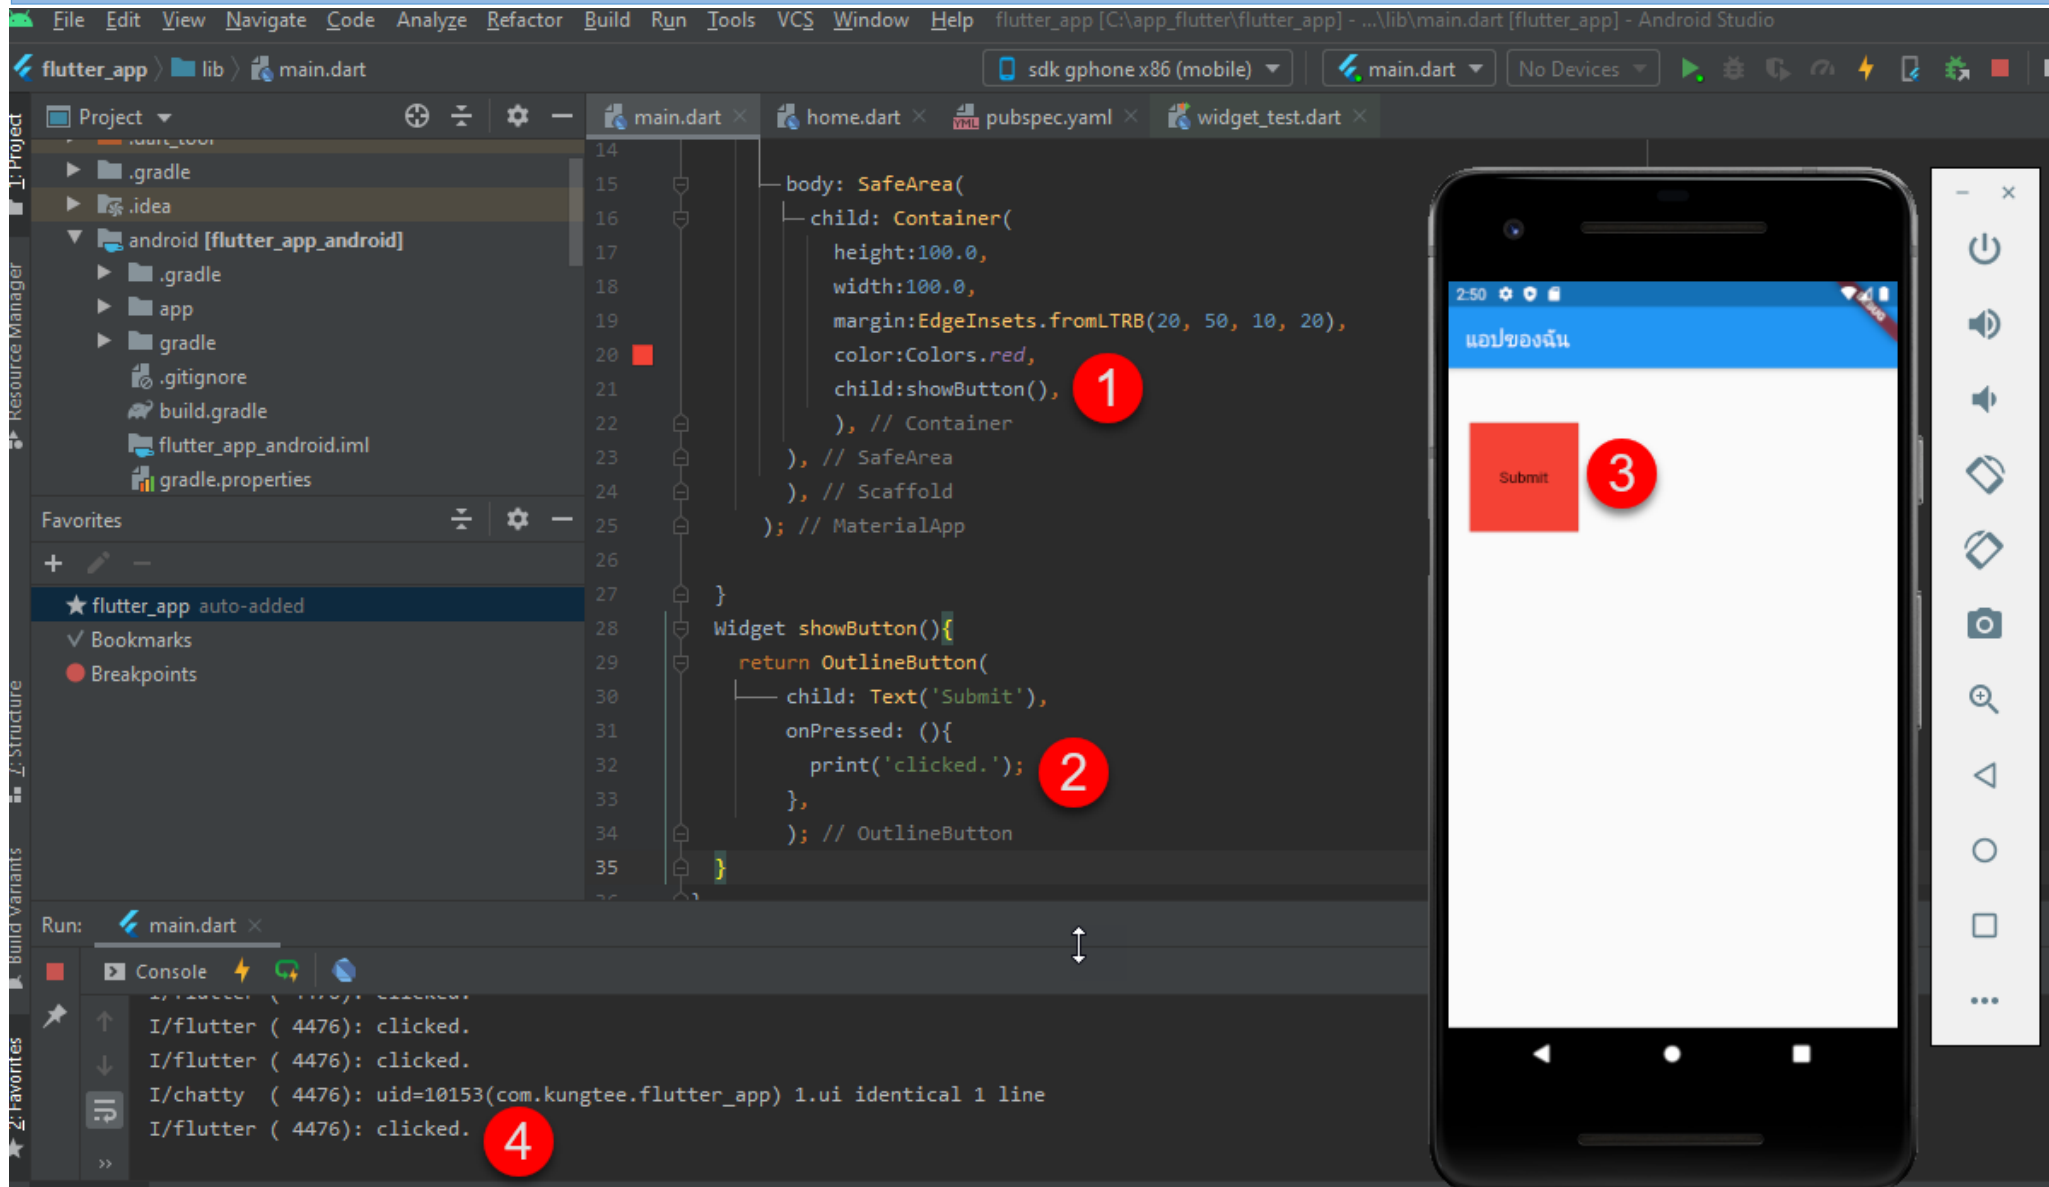 File Edit View Navigate Code Analyze Refactor Build Run Tools VCS Window Help flutter_app [C:\app_flutter\flutter_app] - ...\lib\main.dart [flutter_app] - Android Studio
flutter_app lib main.dart sdk gphone x86 (mobile) main.dart No Devices
1: Project
Resource Manager
Z: Structure
Build Variants
2: Favorites
Project
.dart_tool
.gradle
.idea
android [flutter_app_android]
.gradle
app
gradle
.gitignore
build.gradle
flutter_app_android.iml
gradle.properties
Favorites
flutter_app auto-added
Bookmarks
Breakpoints
main.dart home.dart pubspec.yaml widget_test.dart
14
15 body: SafeArea(
16 child: Container(
17 height:100.0,
18 width:100.0,
19 margin:EdgeInsets.fromLTRB(20, 50, 10, 20),
20 color:Colors.red,
21 child:showButton(), 1
22 ), // Container
23 ), // SafeArea
24 ), // Scaffold
25 ); // MaterialApp
26
27 }
28 Widget showButton(){
29 return OutlineButton(
30 child: Text('Submit'),
31 onPressed: (){
32 print('clicked.'); 2
33 },
34 ); // OutlineButton
35 }
2:50
DEBUG
แอปของฉัน
Submit 3
Run: main.dart
Console
I/flutter ( 4476): clicked.
I/flutter ( 4476): clicked.
I/flutter ( 4476): clicked.
I/chatty ( 4476): uid=10153(com.kungtee.flutter_app) 1.ui identical 1 line
I/flutter ( 4476): clicked. 4